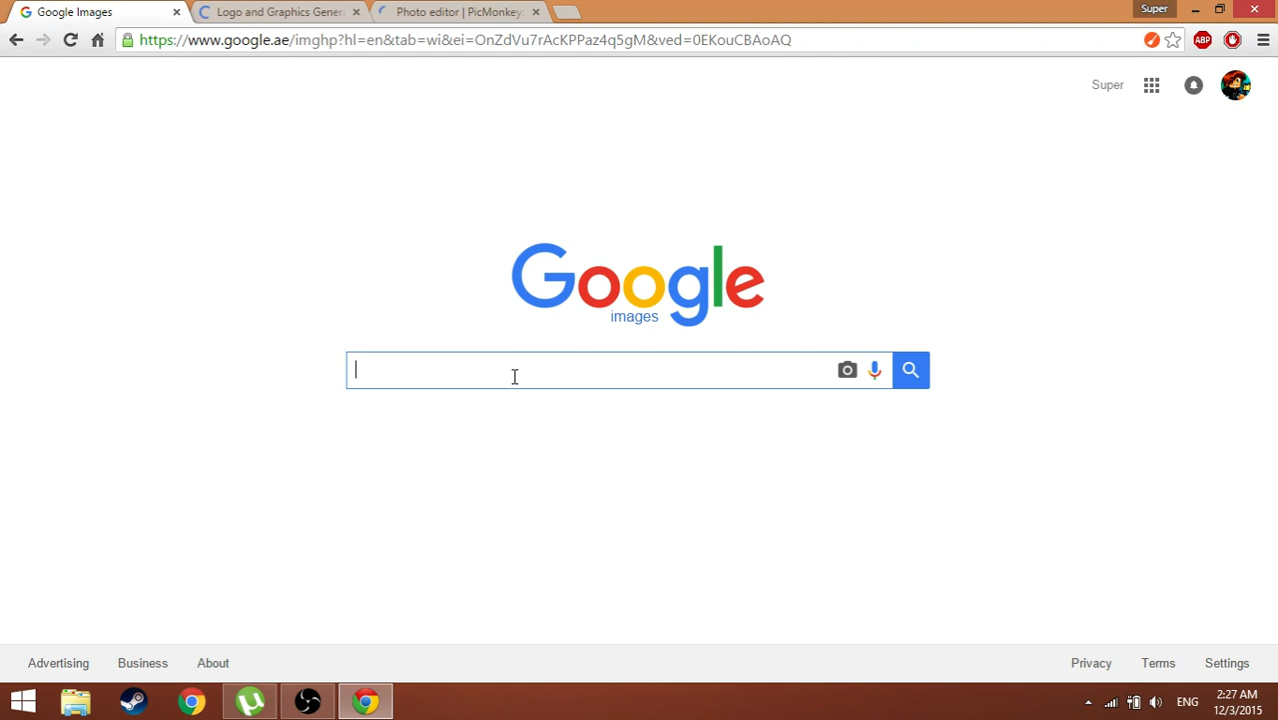 Google Images
Logo and Graphics Gener
Photo editor | PicMonkey:
Super
https://www.google.ae/imghp?hl=en&tab=wi&ei=OnZdVu7rAcKPPaz4q5gM&ved=0EKouCBAoAQ
ABP
Super
Google
images
Advertising
Business
About
Privacy
Terms
Settings
ENG
2:27 AM
12/3/2015